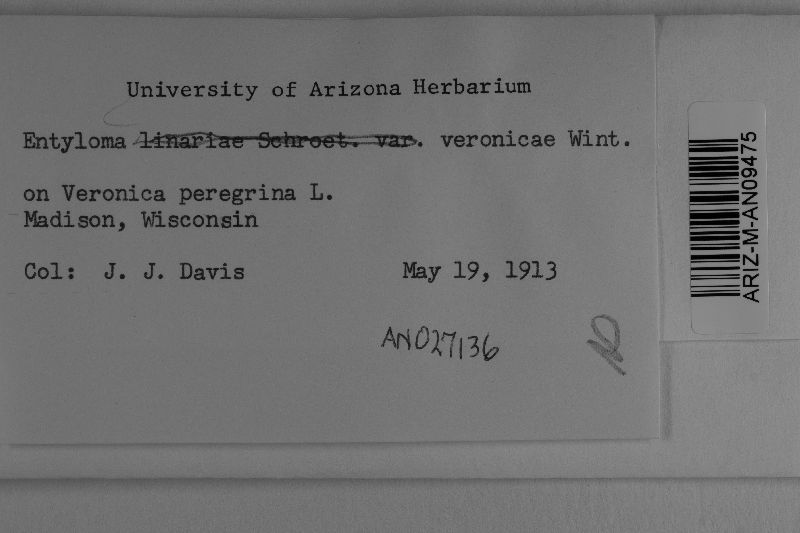 University of Arizona Herbarium
Entyloma linariae Schroet. var. veronicae Wint.
on Veronica peregrina L.
Madison, Wisconsin
Col: J. J. Davis May 19, 1913
AN027136
ARIZ-M-AN09475